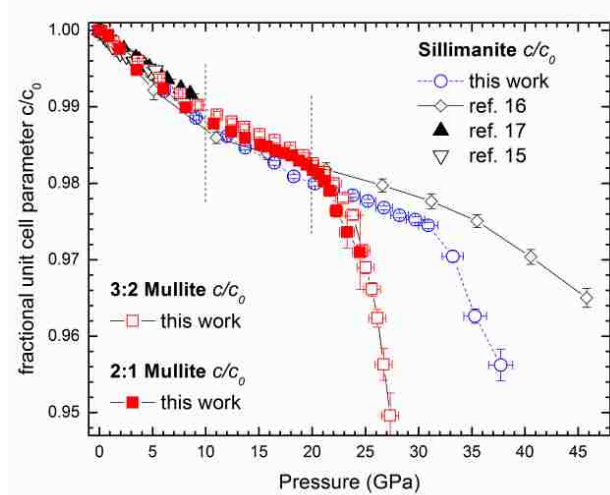 Sillimanite c/c0
this work
ref. 16
ref. 17
ref. 15
3:2 Mullite c/c0
this work
2:1 Mullite c/c0
this work
fractional unit cell parameter c/c0
1.00
0.99
0.98
0.97
0.96
0.95
0 5 10 15 20 25 30 35 40 45
Pressure (GPa)